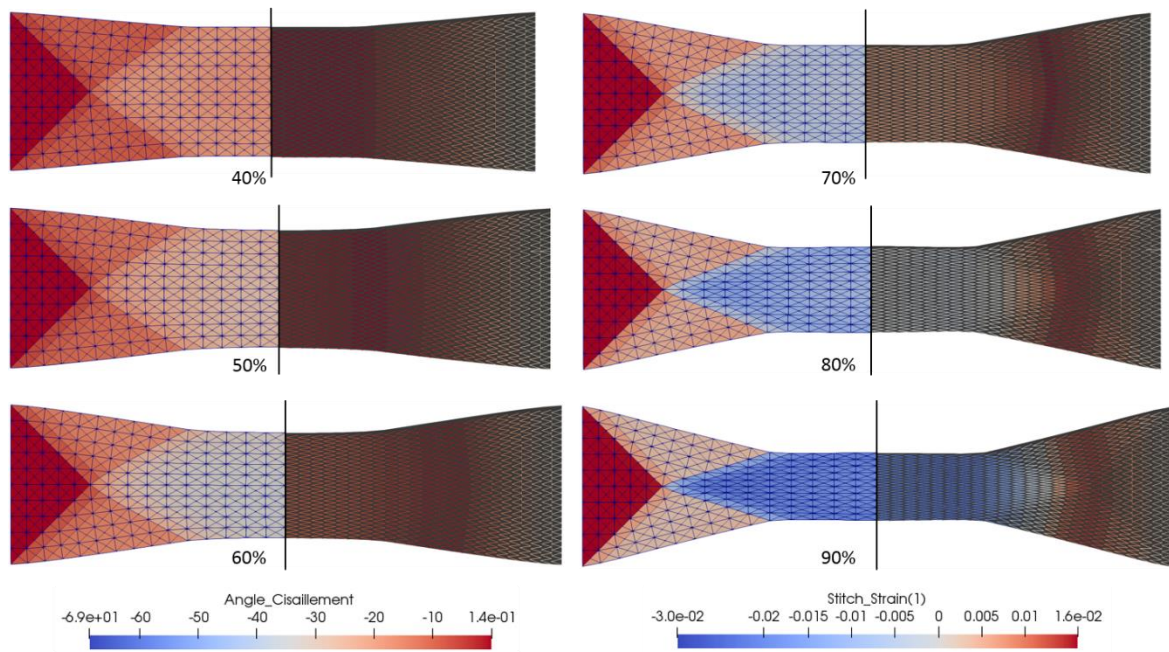 40%
70%
50%
80%
60%
90%
Angle_Cisaillement
-6.9e+01 -60 -50 -40 -30 -20 -10 1.4e-01
Stitch_Strain(1)
-3.0e-02 -0.02 -0.015 -0.01 -0.005 0 0.005 0.01 1.6e-02